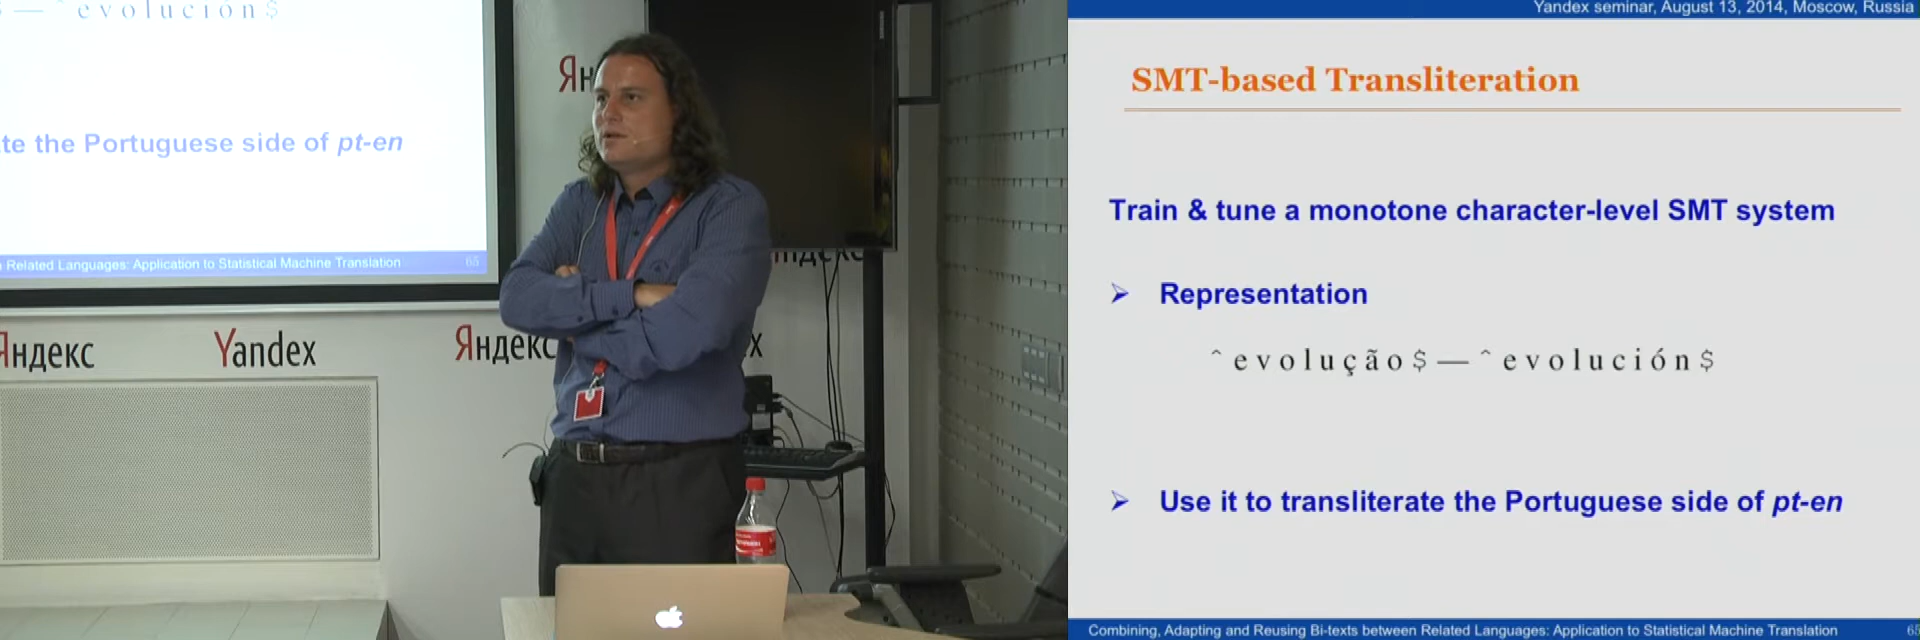 evolución$
te the Portuguese side of pt-en
Related Languages: Application to Statistical Machine Translation 65
Яндекс
Yandex
Яндекс
Yandex seminar, August 13, 2014, Moscow, Russia
SMT-based Transliteration
Train & tune a monotone character-level SMT system
➢ Representation
^ e v o l u ç ã o $ — ^ e v o l u c i ó n $
➢ Use it to transliterate the Portuguese side of pt-en
Combining, Adapting and Reusing Bi-texts between Related Languages: Application to Statistical Machine Translation